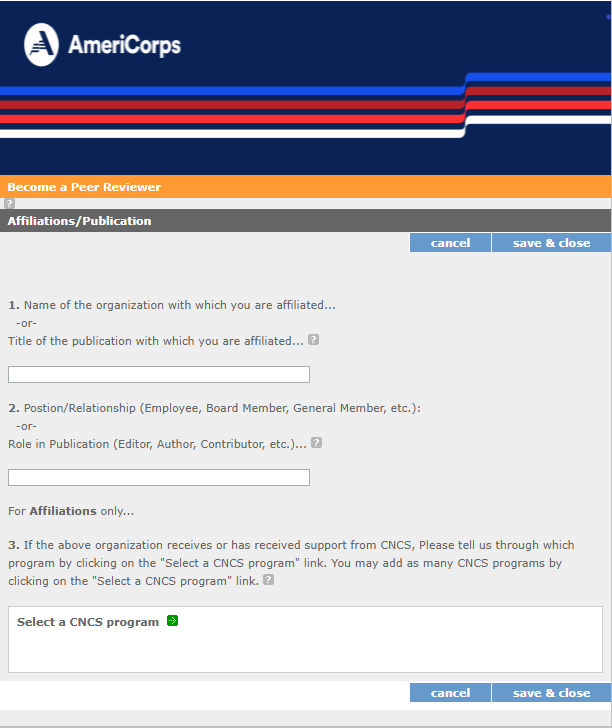 AmeriCorps
Become a Peer Reviewer
?
Affiliations/Publication
cancel save & close
1. Name of the organization with which you are affiliated...
-or-
Title of the publication with which you are affiliated... ?
2. Postion/Relationship (Employee, Board Member, General Member, etc.):
-or-
Role in Publication (Editor, Author, Contributor, etc.)... ?
For Affiliations only...
3. If the above organization receives or has received support from CNCS, Please tell us through which
program by clicking on the "Select a CNCS program" link. You may add as many CNCS programs by
clicking on the "Select a CNCS program" link. ?
Select a CNCS program
cancel save & close